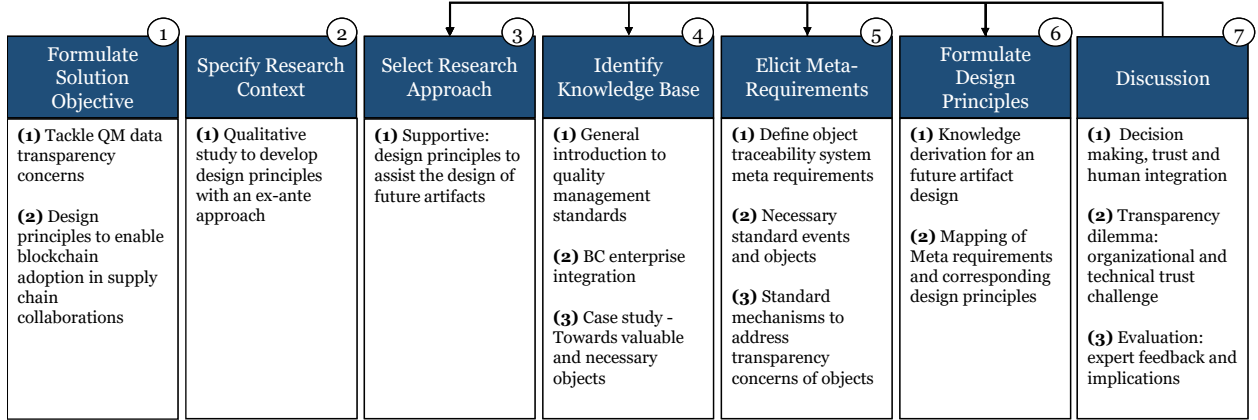 1
Formulate
Solution
Objective
(1) Tackle QM data
transparency
concerns
(2) Design
principles to enable
blockchain
adoption in supply
chain
collaborations
2
Specify Research
Context
(1) Qualitative
study to develop
design principles
with an ex-ante
approach
3
Select Research
Approach
(1) Supportive:
design principles to
assist the design of
future artifacts
4
Identify
Knowledge Base
(1) General
introduction to
quality
management
standards
(2) BC enterprise
integration
(3) Case study -
Towards valuable
and necessary
objects
5
Elicit Meta-
Requirements
(1) Define object
traceability system
meta requirements
(2) Necessary
standard events
and objects
(3) Standard
mechanisms to
address
transparency
concerns of objects
6
Formulate
Design
Principles
(1) Knowledge
derivation for an
future artifact
design
(2) Mapping of
Meta requirements
and corresponding
design principles
7
Discussion
(1) Decision
making, trust and
human integration
(2) Transparency
dilemma:
organizational and
technical trust
challenge
(3) Evaluation:
expert feedback and
implications